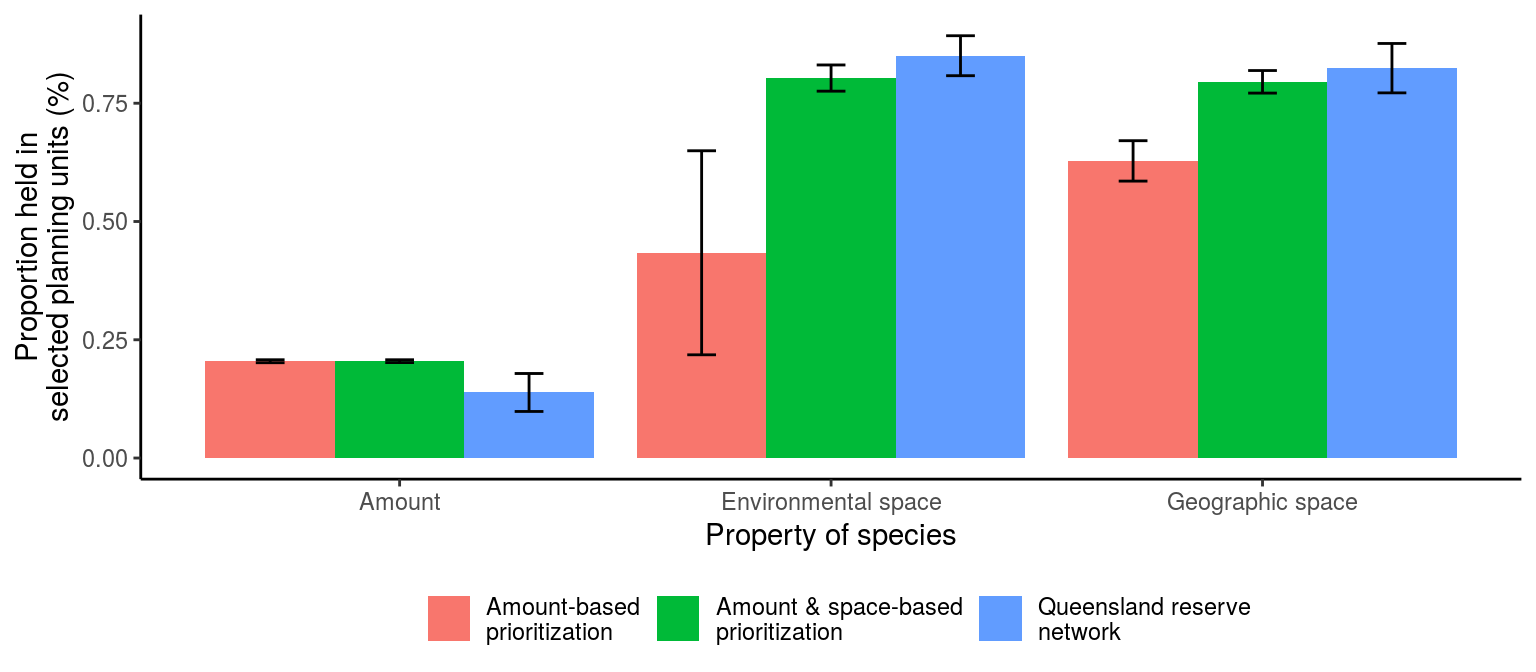 Proportion held in
selected planning units (%)
0.75
0.50
0.25
0.00
Amount
Environmental space
Geographic space
Property of species
Amount-based
prioritization
Amount & space-based
prioritization
Queensland reserve
network